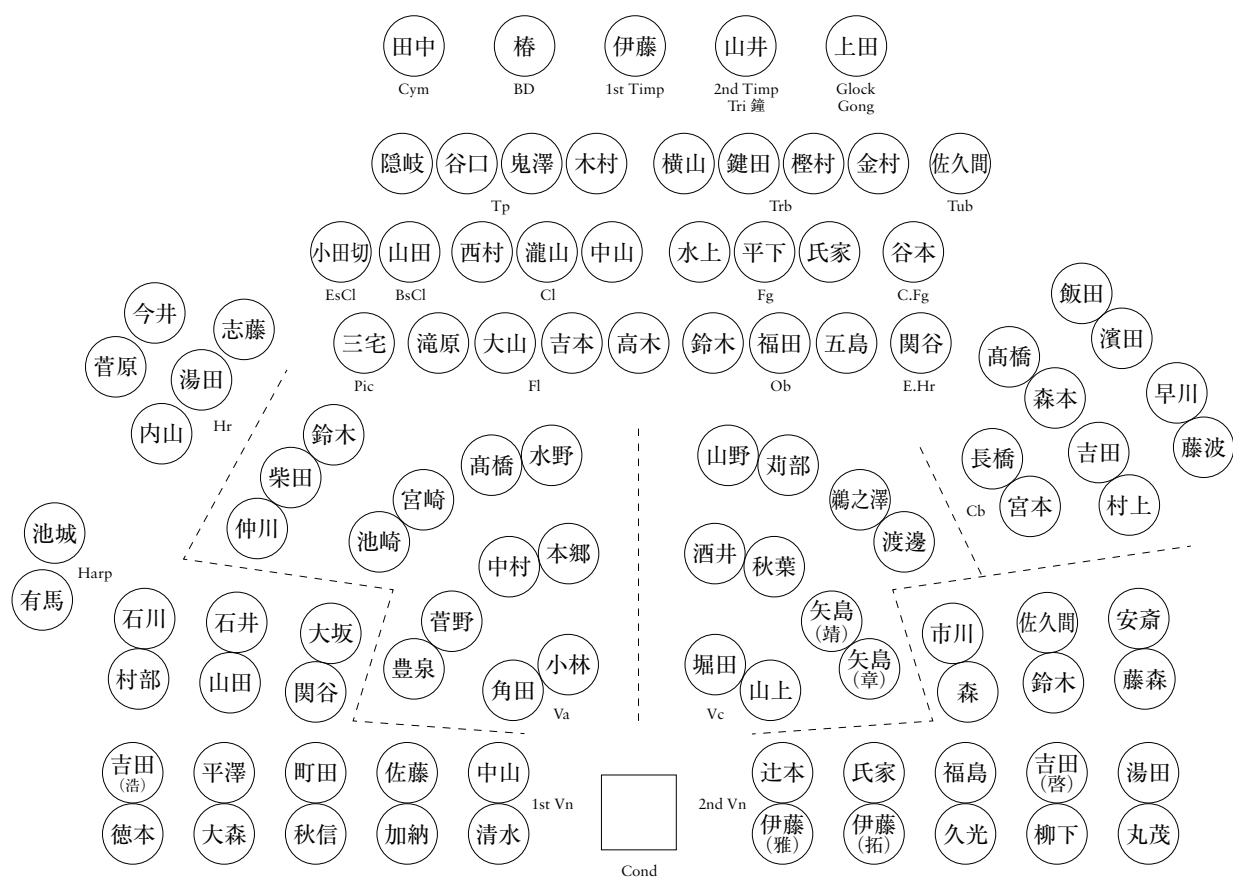 田中 椿 伊藤 山井 上田
Cym BD 1st Timp 2nd Timp Glock
Tri 鐘 Gong
隠岐 谷口 鬼澤 木村 横山 鍵田 樫村 金村 佐久間
Tp Trb Tub
小田切 山田 西村 瀧山 中山 水上 平下 氏家 谷本
EsCl BsCl Cl Fg C.Fg
三宅 滝原 大山 吉本 高木 鈴木 福田 五島 関谷
Pic Fl Ob E.Hr
今井 志藤
菅原 湯田
内山
Hr
池城
有馬
Harp
鈴木
柴田
仲川
髙橋 水野
宮崎
池崎
中村 本郷
菅野
豊泉
小林
角田
Va
山野 苅部
鵜之澤
渡邊
酒井 秋葉
矢島
(靖)
矢島
(章)
堀田
山上
Vc
飯田
濱田
髙橋
森本
早川
藤波
長橋
宮本
吉田
村上
Cb
石川 石井 大坂
村部 山田 関谷
市川 佐久間 安斎
森 鈴木 藤森
吉田 平澤 町田 佐藤 中山
(浩)
徳本 大森 秋信 加納 清水
1st Vn
辻本 氏家 福島 吉田 湯田
(啓)
伊藤 伊藤 久光 柳下 丸茂
(雅) (拓)
2nd Vn
Cond